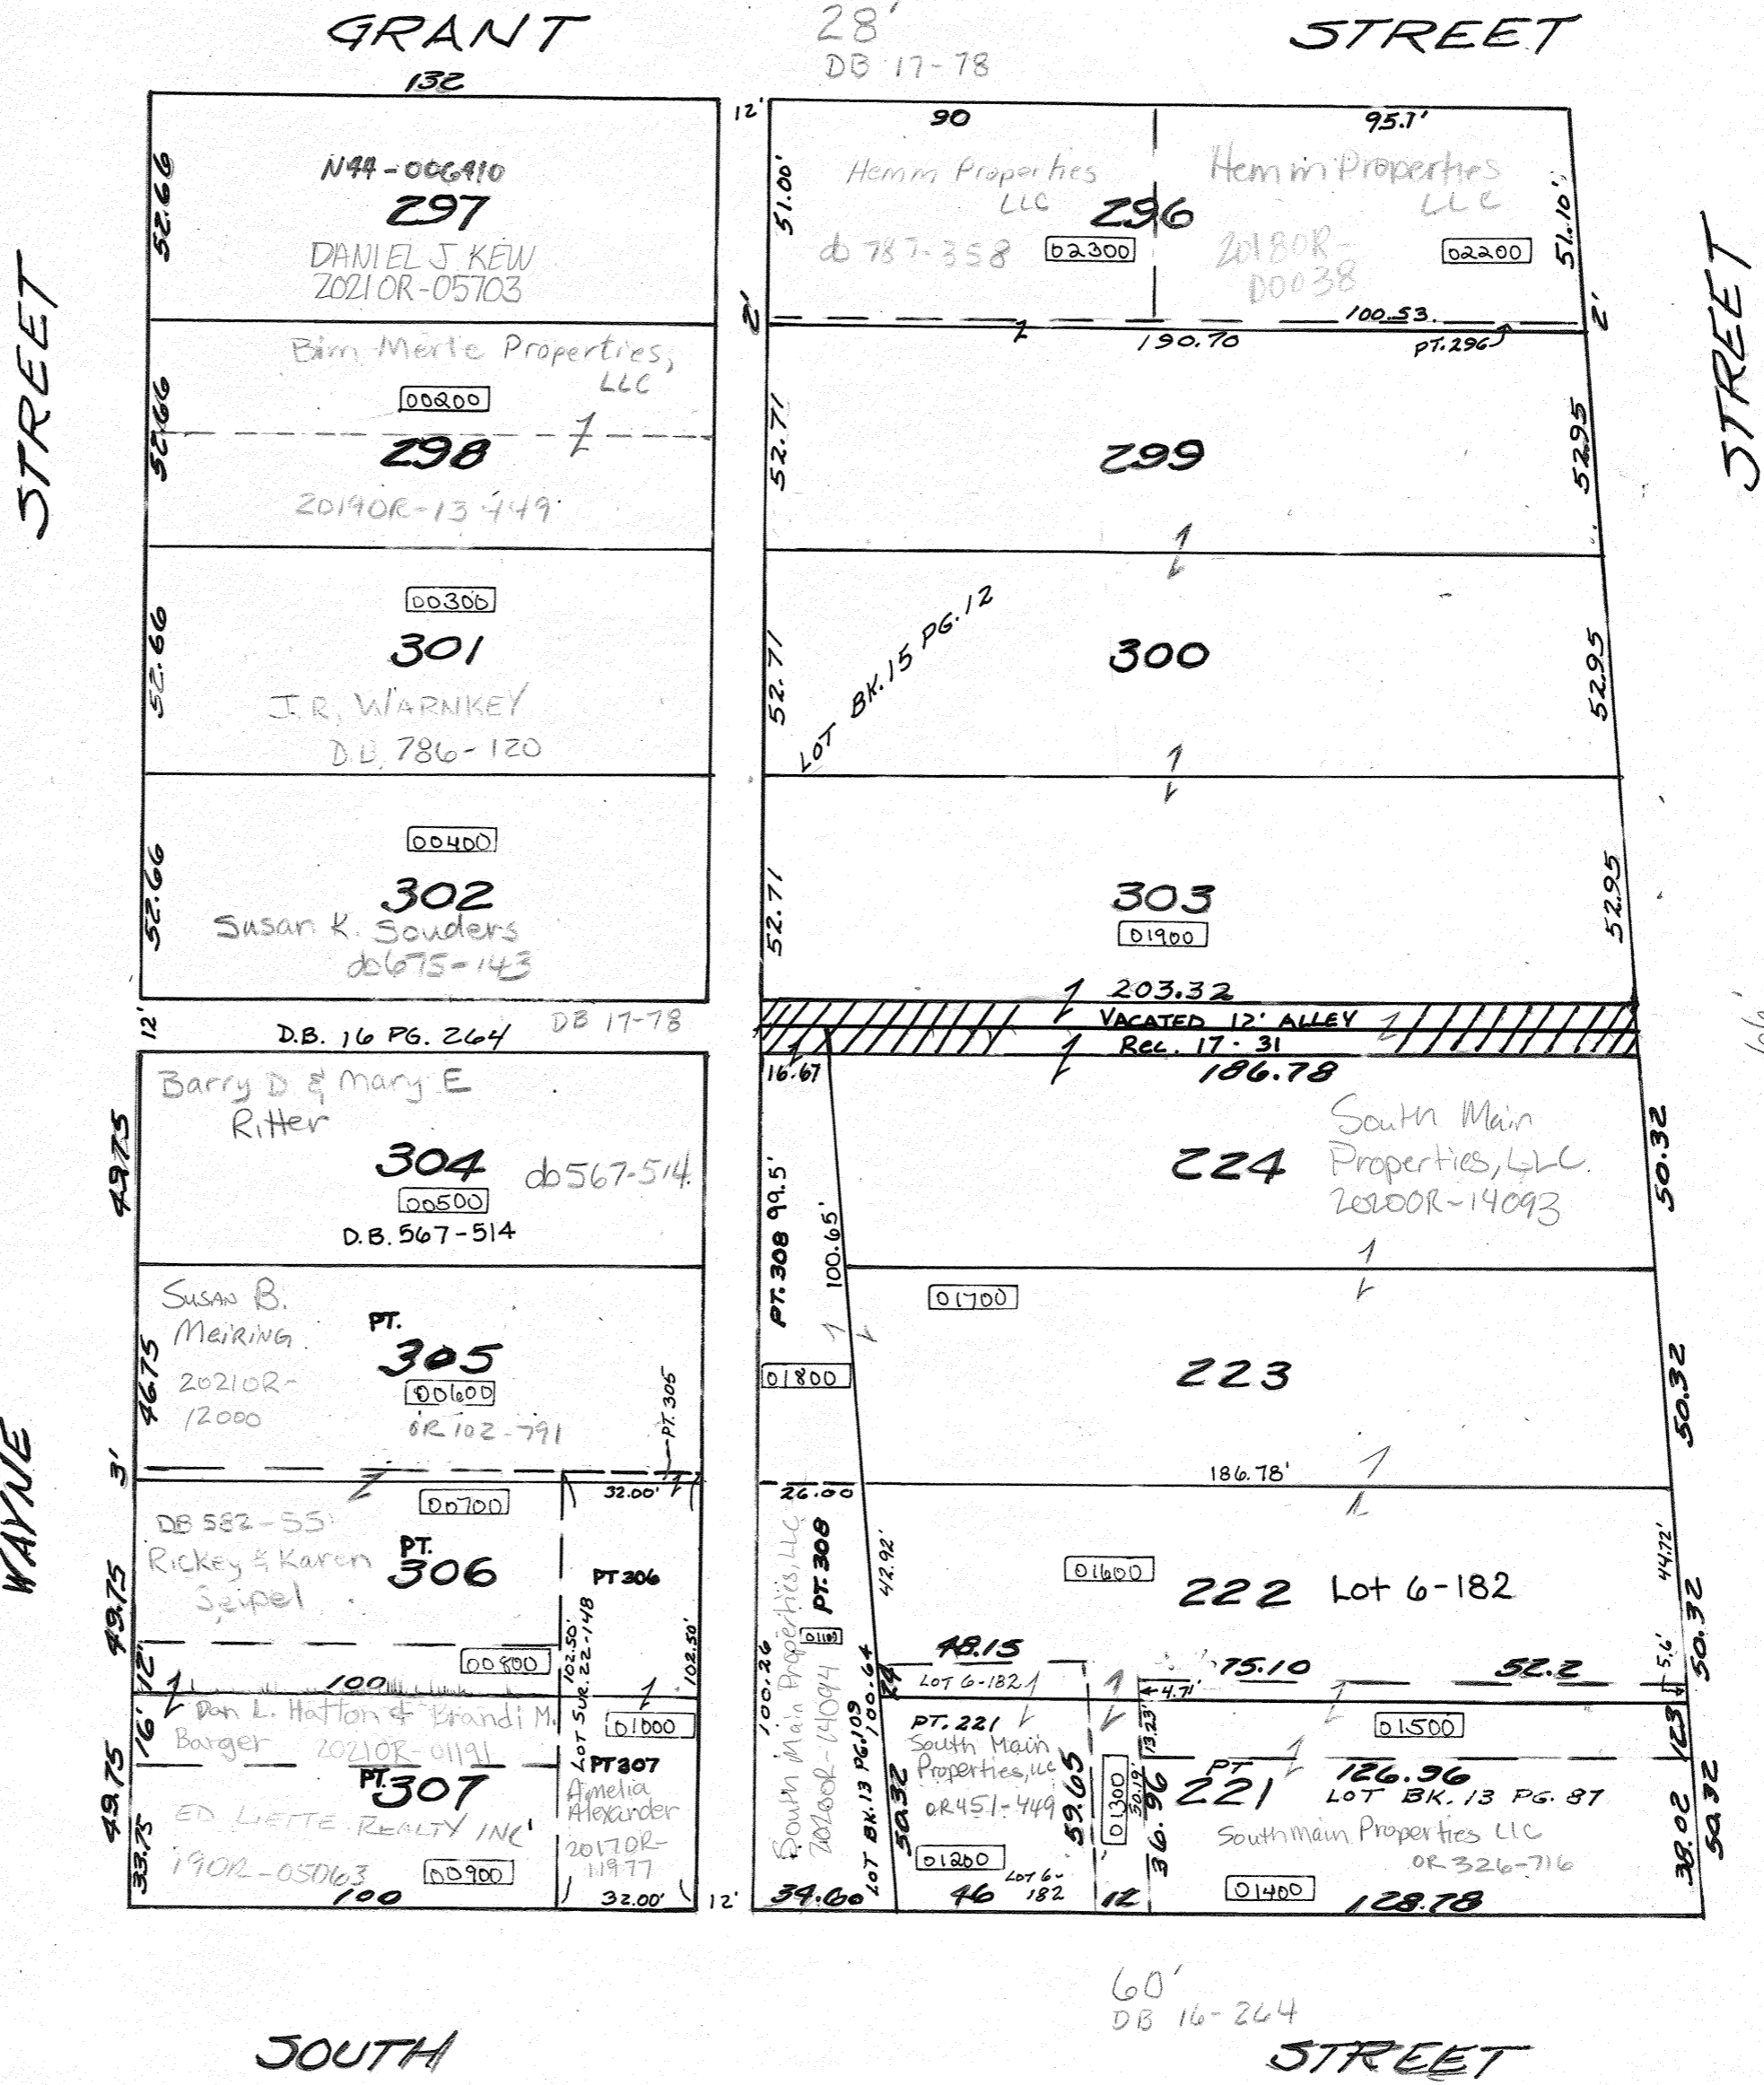 GRANT
28'
DB 17-78
STREET
132
12'
90
95.1'
52.66
N44-006910
297
DANIEL J KEW
2021OR-05703
51.00'
Hemm Properties
LLC
db 787-358
02300
296
Hemm Properties
LLC
2018OR-
D0038
02200
51.10'
STREET
STREET
2'
100.53
2'
190.70
PT.296
Bim Merle Properties,
LLC
00200
52.66
298
2019OR-13449
52.71
299
52.95
00300
301
52.66
J.R. WARNKEY
D.B. 786-120
52.71
LOT BK.15 PG.12
300
52.95
00400
302
52.66
Susan K. Souders
db675-143
52.71
303
01900
52.95
203.32
12'
D.B. 16 PG. 264
DB 17-78
VACATED 12' ALLEY
REC. 17-31
16.67
186.78
Barry D & Mary E
Ritter
304
db567-514
00500
D.B. 567-514
49.75
PT. 308 99.5'
100.65'
224
South Main
Properties, LLC.
2020OR-14093
50.32
SUSAN B.
MEIRING
2021OR-
12000
PT.
305
00600
OR 102-791
46.75
PT. 305
01700
01800
223
50.32
WAYNE
3'
32.00'
26.00
186.78'
00700
DB 582-55
Rickey & Karen
Seipel
PT.
306
PT 306
49.75
12'
00800
100
102.50'
LOT SUR. 22-148
102.50'
South Main Properties, LLC
2020OR-14094
PT. 308
01100
100.26
42.92'
LOT BK.13 PG.109
100.64
01600
222
Lot 6-182
44.72'
50.32
48.15
LOT 6-182
75.10
52.2
5.6'
4.71'
16'
Dan L. Hatton & Brandi M.
Barger
2021OR-01191
01000
PT. 221
South Main
Properties, LLC
OR451-449
50.32
59.65
13.23'
01500
12.3
49.75
PT.
307
ED LIETTE REALTY INC
19OR-05063
00900
33.75
100
PT 307
Amelia
Alexander
2017OR-
11977
32.00'
12'
34.60
01200
LOT 6-
182
46
12
01300
50.19'
36.96
PT
221
126.96
LOT BK. 13 PG. 87
South Main Properties LLC
OR 326-716
01400
128.78
38.02
50.32
60'
DB 16-264
SOUTH
STREET